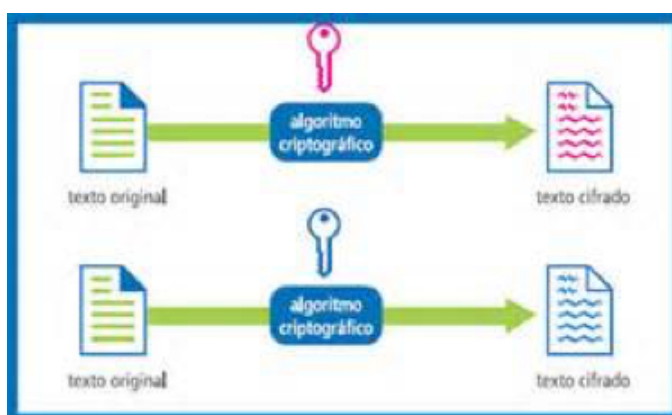 algoritmo
criptográfico
texto original
texto cifrado
algoritmo
criptográfico
texto original
texto cifrado